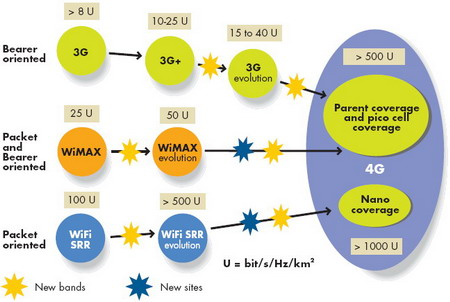 > 8 U
10-25 U
15 to 40 U
Bearer
oriented
3G
3G+
3G
evolution
> 500 U
Parent coverage
and pico cell
coverage
25 U
50 U
Packet
and
Bearer
oriented
WiMAX
WiMAX
evolution
4G
100 U
> 500 U
Packet
oriented
WiFi
SRR
WiFi SRR
evolution
Nano
coverage
> 1000 U
U = bit/s/Hz/km²
New bands
New sites